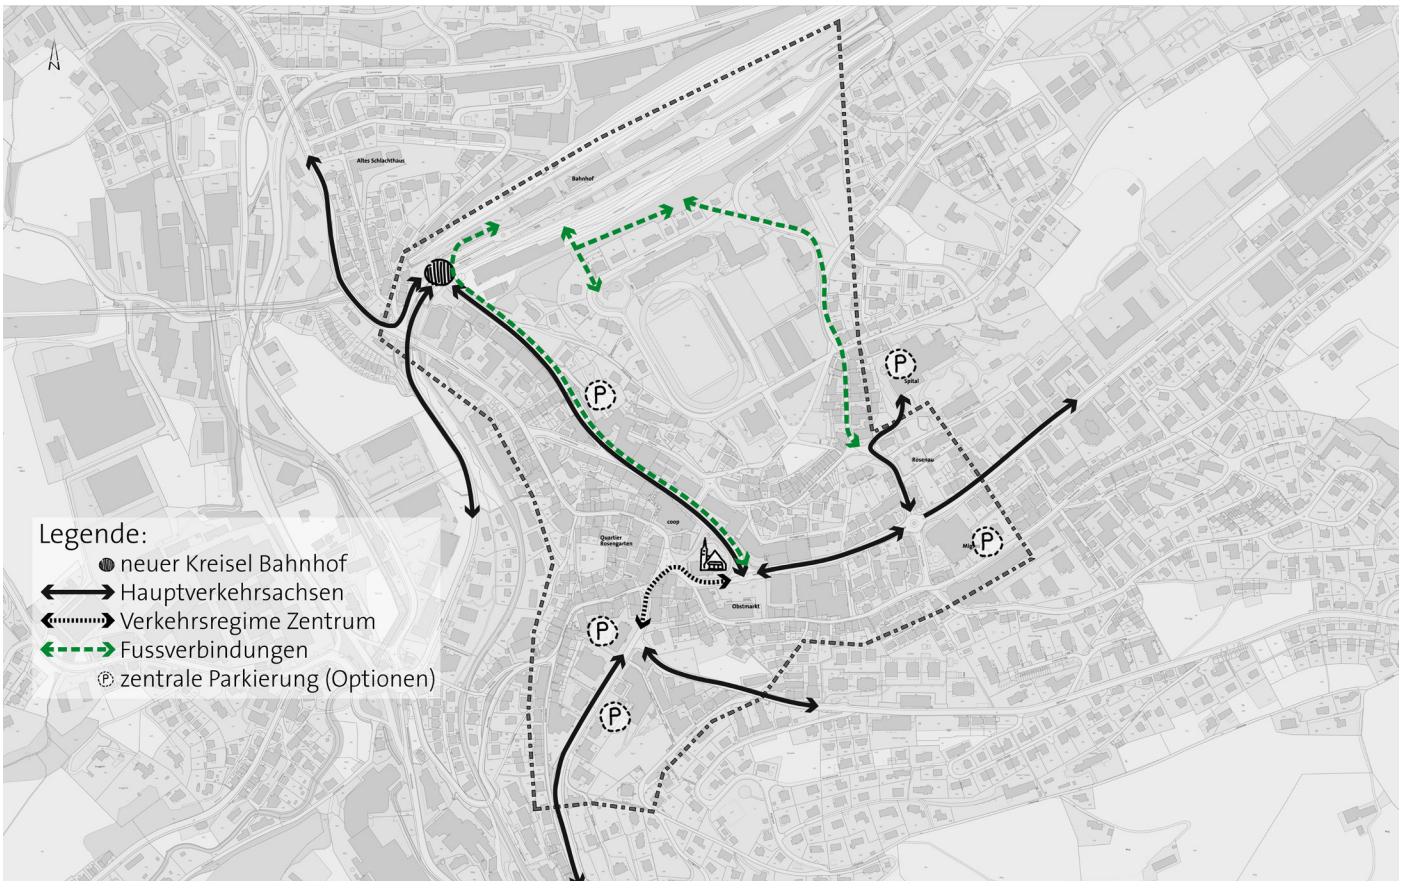 Altes Schlachthaus
Bahnhof
P
P
Spital
Rosenau
coop
Quartier
Rosengarten
P
Obstmarkt
P
P
Legende:
neuer Kreisel Bahnhof
Hauptverkehrsachsen
Verkehrsregime Zentrum
Fussverbindungen
P zentrale Parkierung (Optionen)